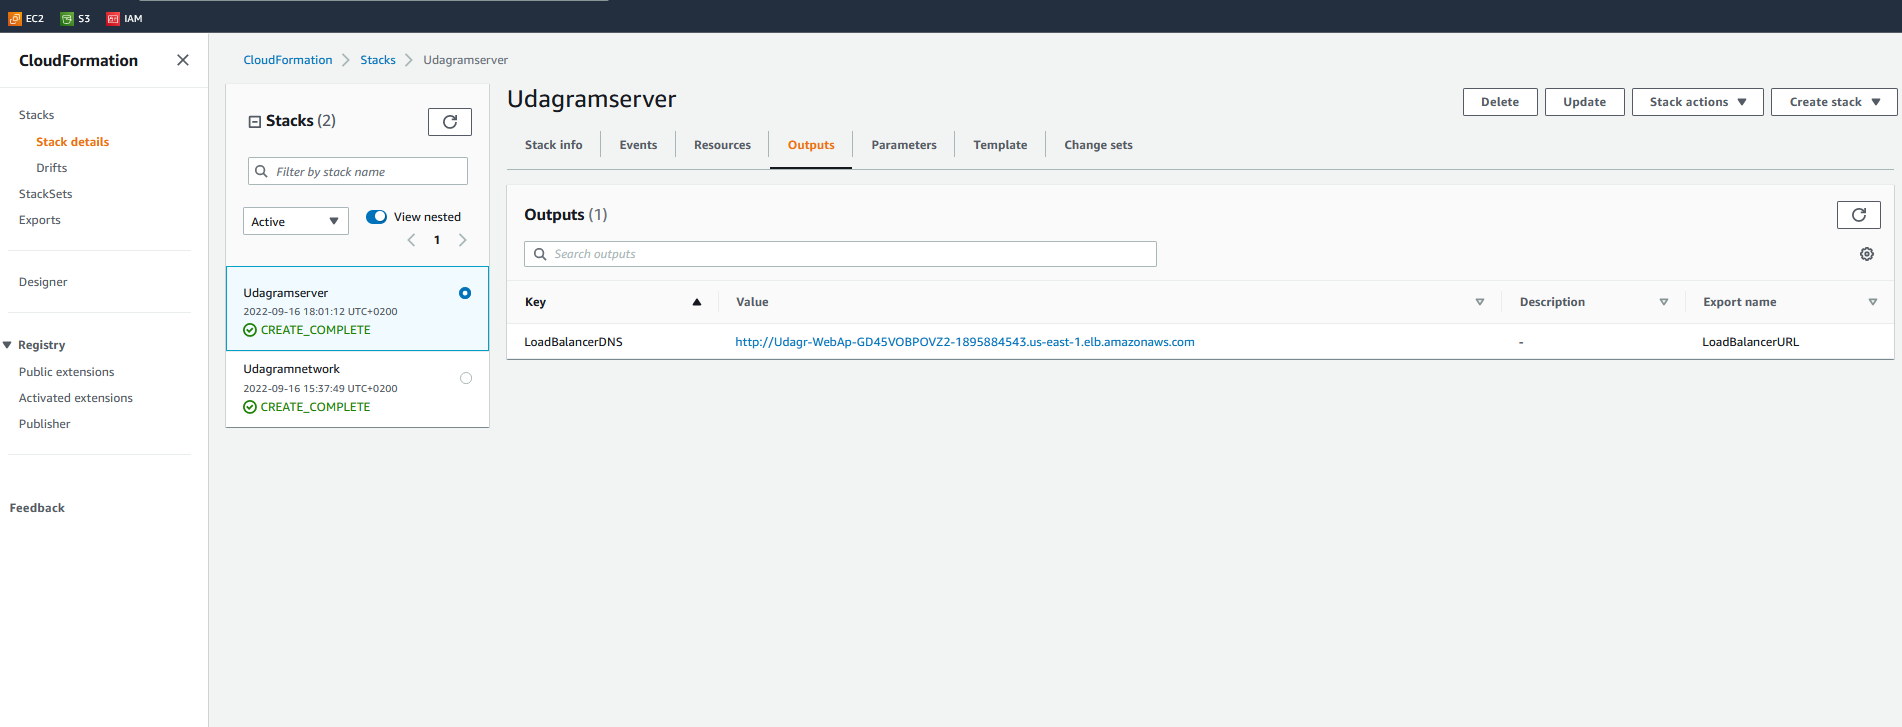 EC2 S3 IAM
CloudFormation
Stacks
Stack details
Drifts
StackSets
Exports
Designer
Registry
Public extensions
Activated extensions
Publisher
Feedback
CloudFormation Stacks Udagramserver
Stacks (2)
Filter by stack name
Active View nested
1
Udagramserver
2022-09-16 18:01:12 UTC+0200
CREATE_COMPLETE
Udagramnetwork
2022-09-16 15:37:49 UTC+0200
CREATE_COMPLETE
Udagramserver
Delete Update Stack actions Create stack
Stack info Events Resources Outputs Parameters Template Change sets
Outputs (1)
Search outputs
Key Value Description Export name
LoadBalancerDNS http://Udagr-WebAp-GD45VOBPOVZ2-1895884543.us-east-1.elb.amazonaws.com - LoadBalancerURL